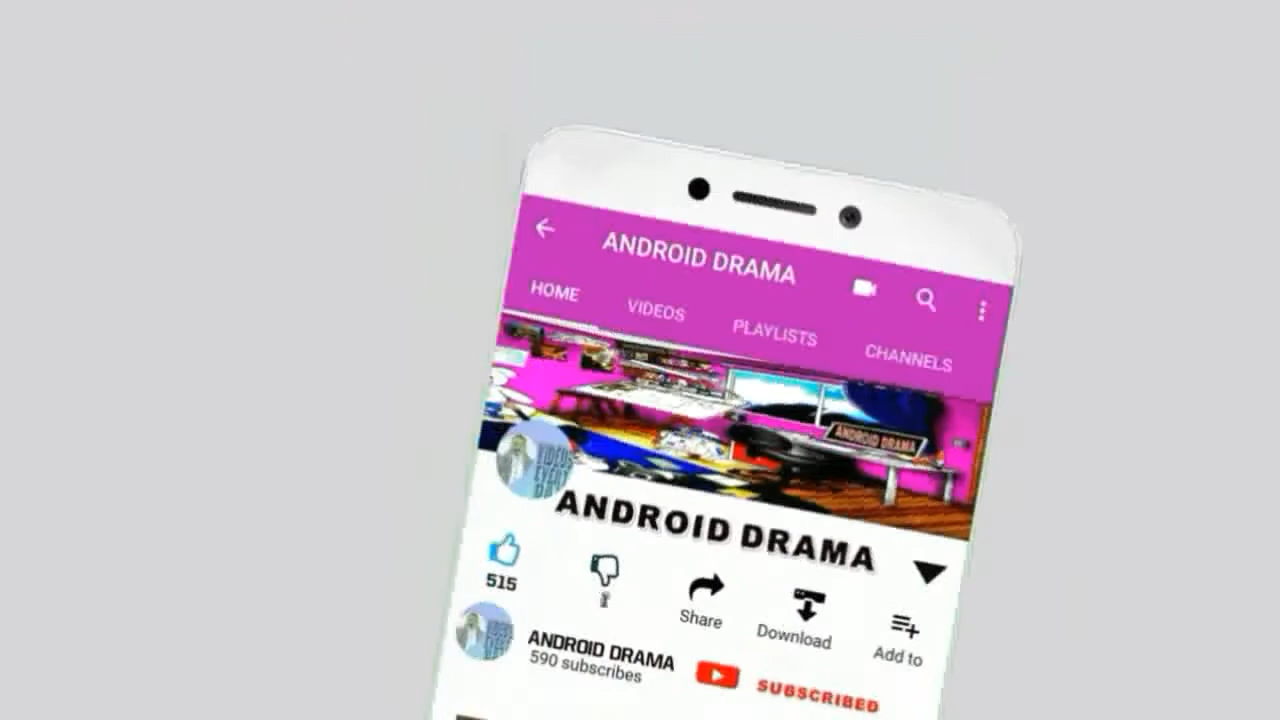 ANDROID DRAMA
HOME VIDEOS PLAYLISTS CHANNELS
ANDROID DRAMA
ANDROID DRAMA
515
Share Download Add to
ANDROID DRAMA
590 subscribes
SUBSCRIBED